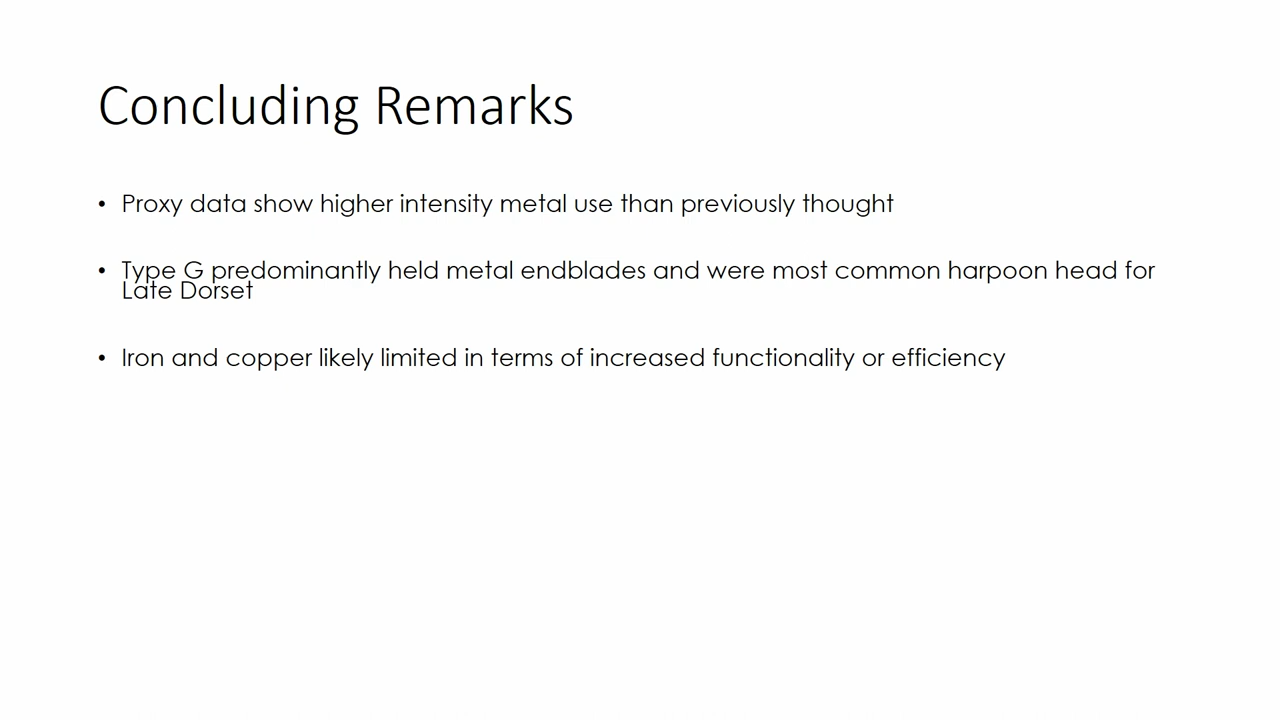 Concluding Remarks
• Proxy data show higher intensity metal use than previously thought
• Type G predominantly held metal endblades and were most common harpoon head for
Late Dorset
• Iron and copper likely limited in terms of increased functionality or efficiency